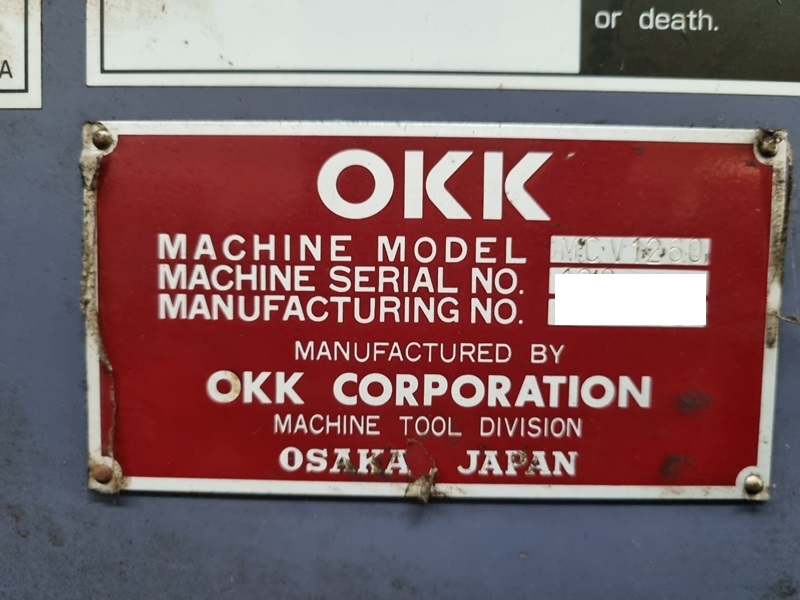 or death.
A
OKK
MACHINE MODEL MCV1260
MACHINE SERIAL NO.
MANUFACTURING NO.
MANUFACTURED BY
OKK CORPORATION
MACHINE TOOL DIVISION
OSAKA JAPAN